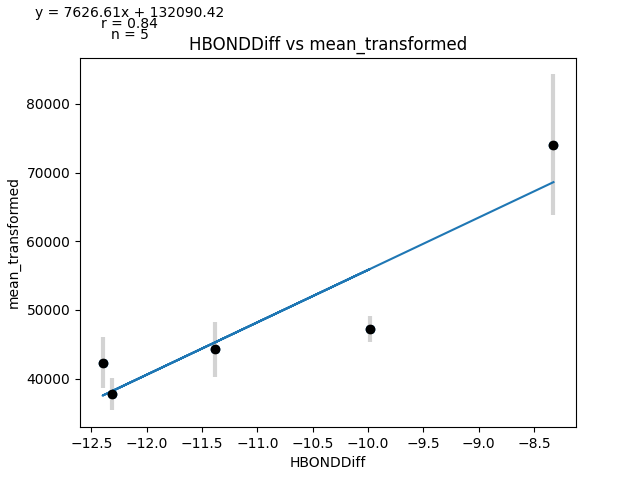 y = 7626.61x + 132090.42
r = 0.84
n = 5
HBONDDiff vs mean_transformed
80000
70000
60000
50000
40000
mean_transformed
−12.5 −12.0 −11.5 −11.0 −10.5 −10.0 −9.5 −9.0 −8.5
HBONDDiff